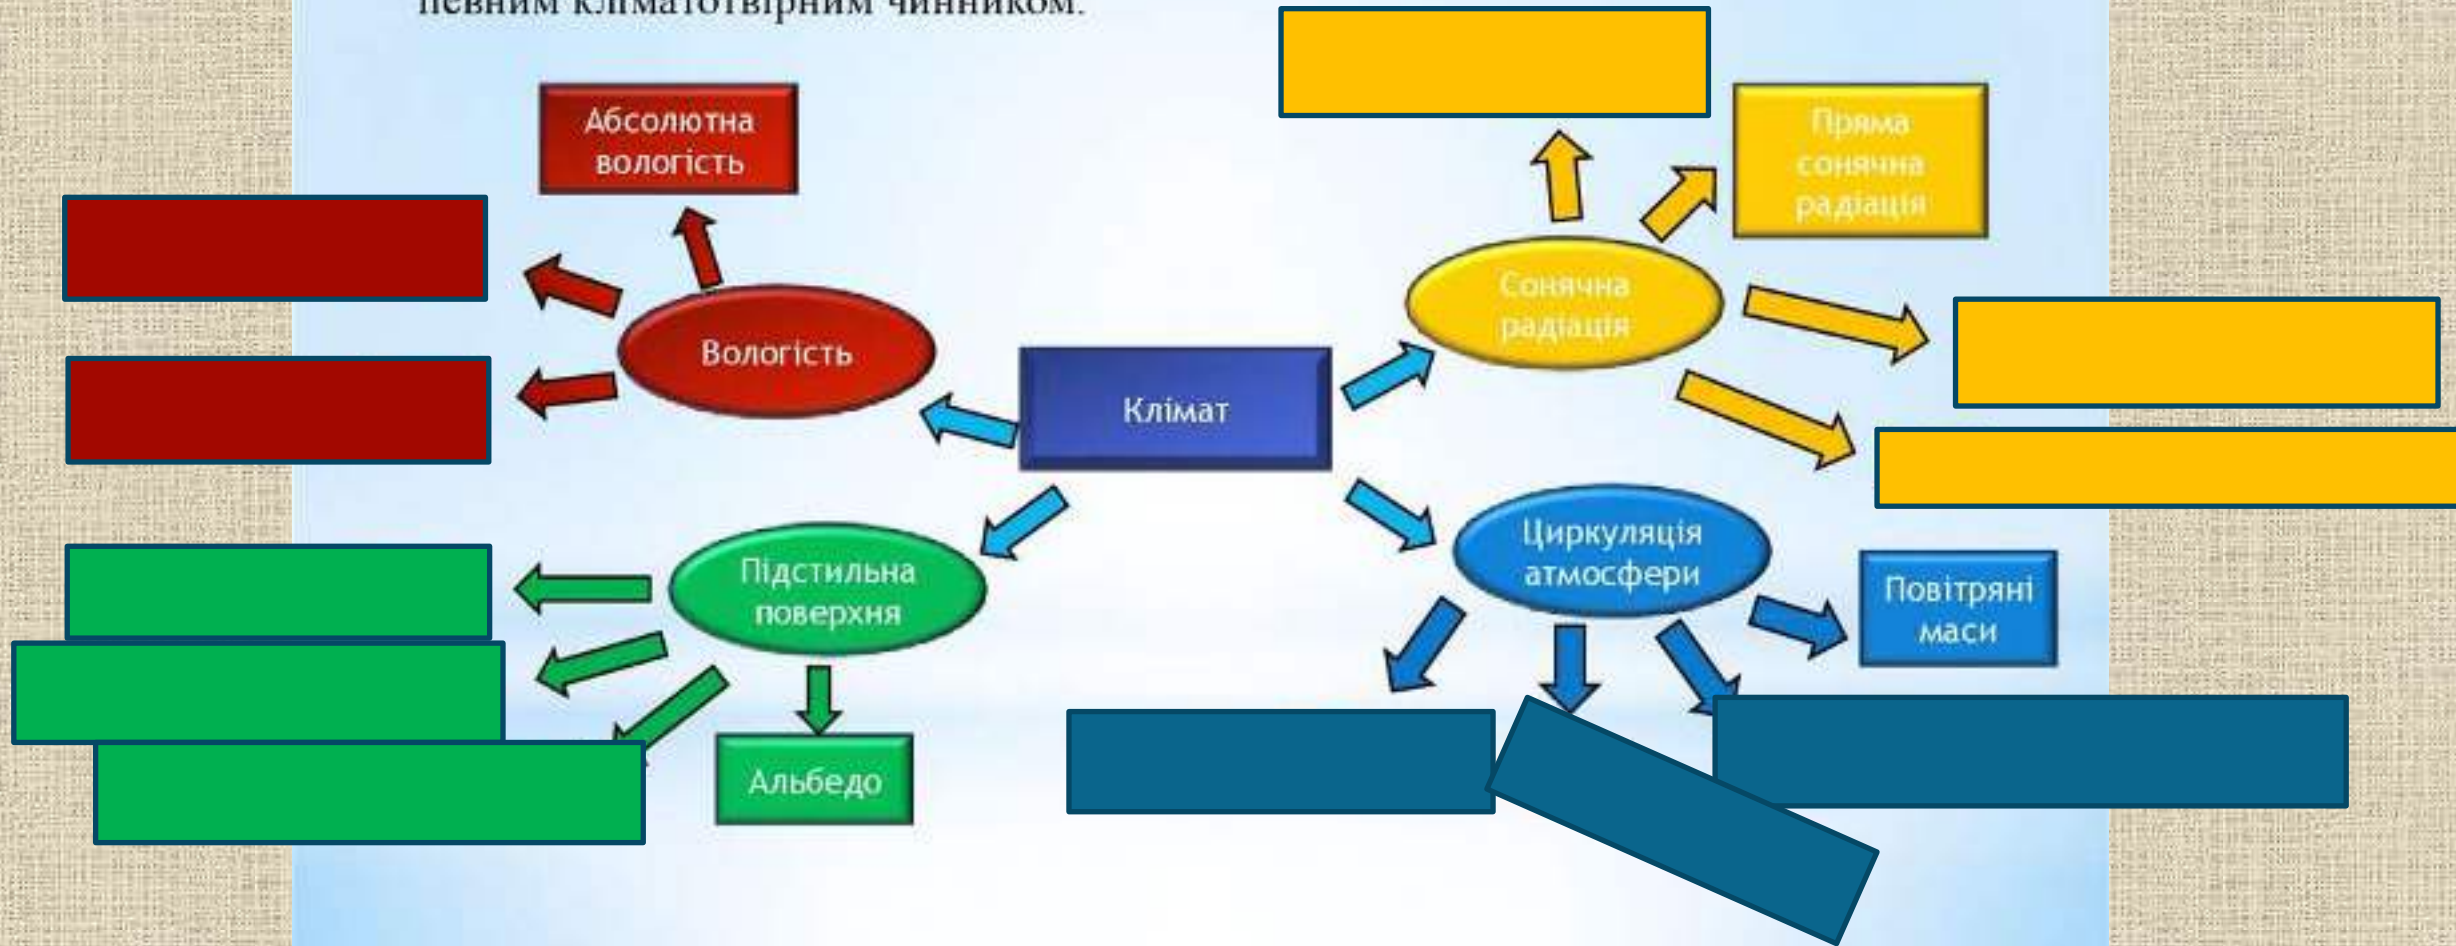 певним кліматотвірним чинником.
Абсолютна
вологість
Пряма
сонячна
радіація
Сонячна
радіація
Вологість
Клімат
Циркуляція
атмосфери
Підстильна
поверхня
Повітряні
маси
Альбедо